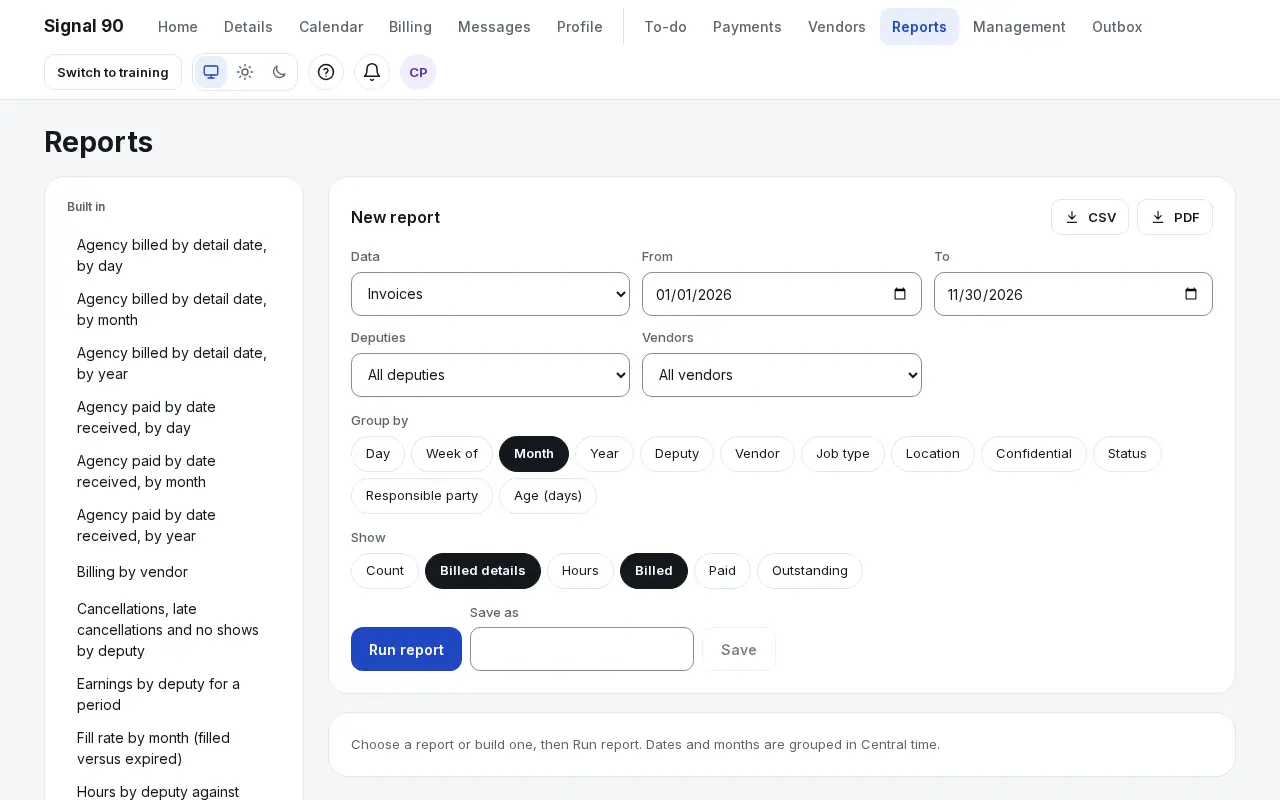 Signal 90
Home
Details
Calendar
Billing
Messages
Profile
To-do
Payments
Vendors
Reports
Management
Outbox
Switch to training
CP
Reports
Built in
Agency billed by detail date,
by day
Agency billed by detail date,
by month
Agency billed by detail date,
by year
Agency paid by date
received, by day
Agency paid by date
received, by month
Agency paid by date
received, by year
Billing by vendor
Cancellations, late
cancellations and no shows
by deputy
Earnings by deputy for a
period
Fill rate by month (filled
versus expired)
Hours by deputy against
New report
CSV
PDF
Data
From
To
Invoices
01/01/2026
11/30/2026
Deputies
Vendors
All deputies
All vendors
Group by
Day
Week of
Month
Year
Deputy
Vendor
Job type
Location
Confidential
Status
Responsible party
Age (days)
Show
Count
Billed details
Hours
Billed
Paid
Outstanding
Save as
Run report
Save
Choose a report or build one, then Run report. Dates and months are grouped in Central time.